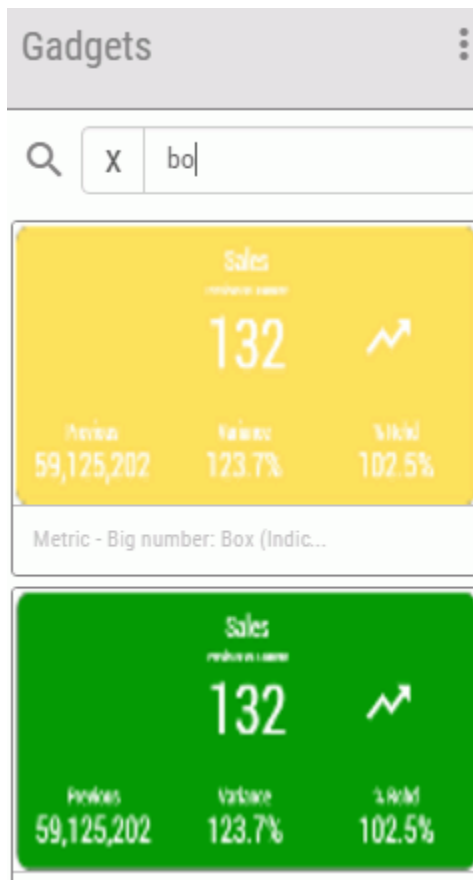 Gadgets
X bo
Sales
132
Previous Variance
59,125,202 123.7% 102.5%
Metric - Big number: Box (Indic...
Sales
132
Previous Variance
59,125,202 123.7% 102.5%